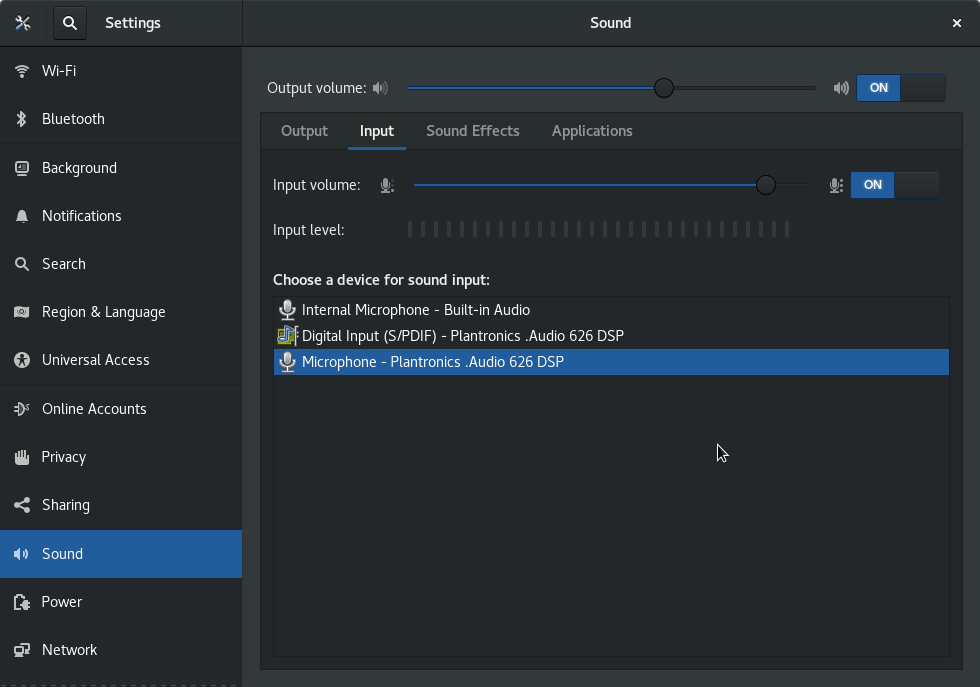 Settings
Sound
Wi-Fi
Bluetooth
Background
Notifications
Search
Region & Language
Universal Access
Online Accounts
Privacy
Sharing
Sound
Power
Network
Output volume:
ON
Output Input Sound Effects Applications
Input volume:
ON
Input level:
Choose a device for sound input:
Internal Microphone - Built-in Audio
Digital Input (S/PDIF) - Plantronics .Audio 626 DSP
Microphone - Plantronics .Audio 626 DSP